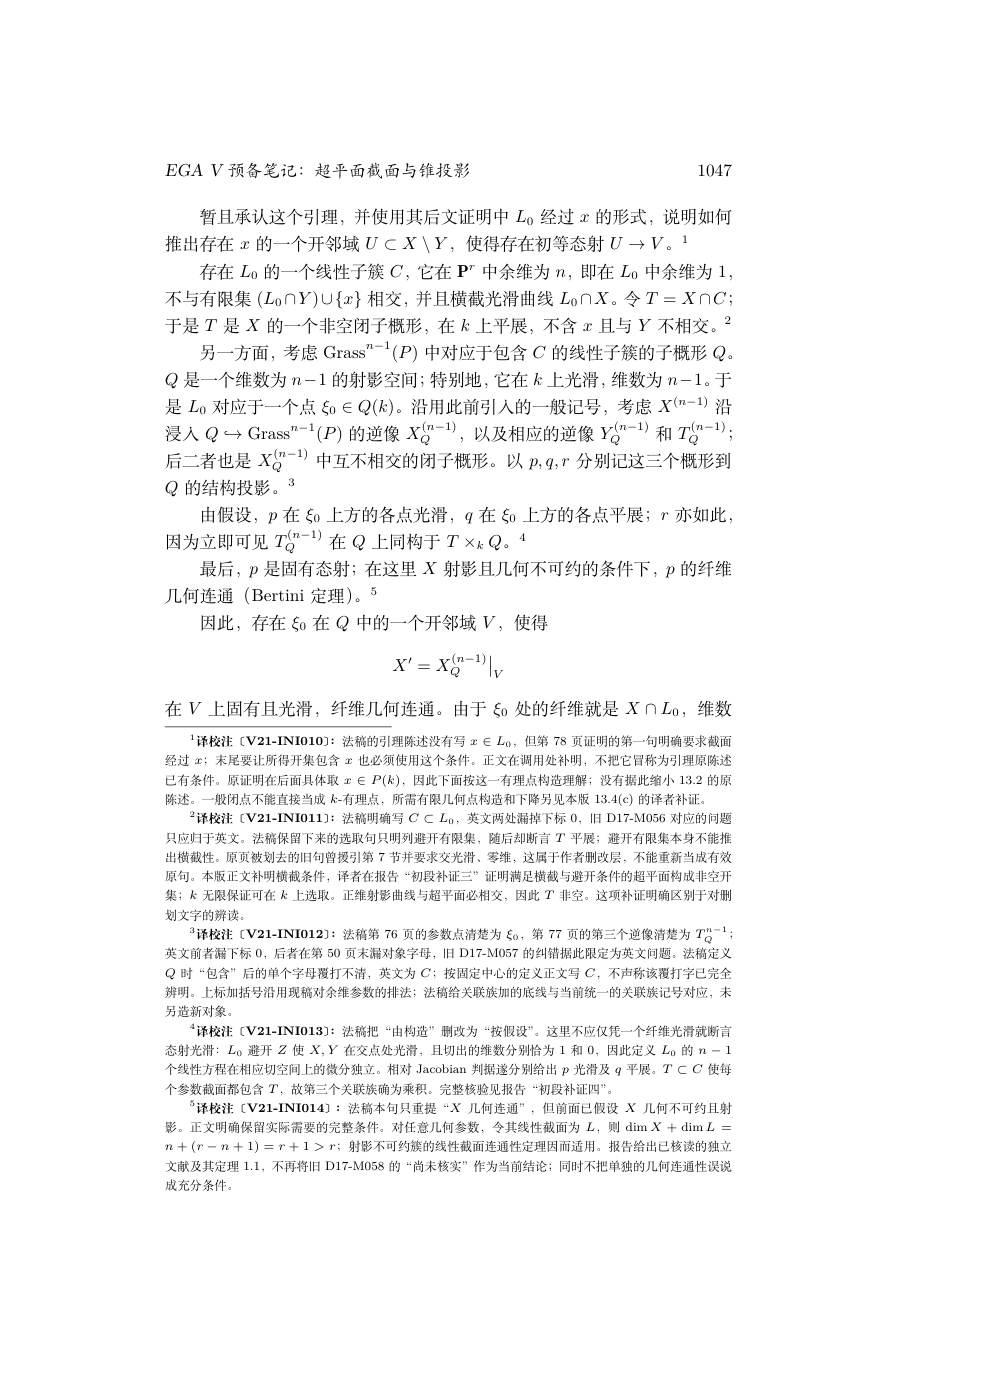 EGA V 预备笔记：超平面截面与锥投影 1047
暂且承认这个引理，并使用其后文证明中 L₀ 经过 x 的形式，说明如何
推出存在 x 的一个开邻域 U ⊂ X \ Y，使得存在初等态射 U → V。¹
存在 L₀ 的一个线性子簇 C，它在 𝐏ʳ 中余维为 n，即在 L₀ 中余维为 1，
不与有限集 (L₀∩Y)∪{x} 相交，并且横截光滑曲线 L₀∩X。令 T = X∩C；
于是 T 是 X 的一个非空闭子概形，在 k 上平展，不含 x 且与 Y 不相交。²
另一方面，考虑 Grass^{n−1}(P) 中对应于包含 C 的线性子簇的子概形 Q。
Q 是一个维数为 n−1 的射影空间；特别地，它在 k 上光滑，维数为 n−1。于
是 L₀ 对应于一个点 ξ₀ ∈ Q(k)。沿用此前引入的一般记号，考虑 X^{(n−1)} 沿
浸入 Q ↪ Grass^{n−1}(P) 的逆像 X_Q^{(n−1)}，以及相应的逆像 Y_Q^{(n−1)} 和 T_Q^{(n−1)}；
后二者也是 X_Q^{(n−1)} 中互不相交的闭子概形。以 p, q, r 分别记这三个概形到
Q 的结构投影。³
由假设，p 在 ξ₀ 上方的各点光滑，q 在 ξ₀ 上方的各点平展；r 亦如此，
因为立即可见 T_Q^{(n−1)} 在 Q 上同构于 T ×ₖ Q。⁴
最后，p 是固有态射；在这里 X 射影且几何不可约的条件下，p 的纤维
几何连通（Bertini 定理）。⁵
因此，存在 ξ₀ 在 Q 中的一个开邻域 V，使得
X′ = X_Q^{(n−1)}|_V
在 V 上固有且光滑，纤维几何连通。由于 ξ₀ 处的纤维就是 X ∩ L₀，维数
¹译校注〔V21-INI010〕：法稿的引理陈述没有写 x ∈ L₀，但第 78 页证明的第一句明确要求截面
经过 x；末尾要让所得开集包含 x 也必须使用这个条件。正文在调用处补明，不把它冒称为引理原陈述
已有条件。原证明在后面具体取 x ∈ P(k)，因此下面按这一有理点构造理解；没有据此缩小 13.2 的原
陈述。一般闭点不能直接当成 k-有理点，所需有限几何点构造和下降另见本版 13.4(c) 的译者补证。
²译校注〔V21-INI011〕：法稿明确写 C ⊂ L₀，英文两处漏掉下标 0，旧 D17-M056 对应的问题
只应归于英文。法稿保留下来的选取句只明列避开有限集，随后却断言 T 平展；避开有限集本身不能推
出横截性。原页被划去的旧句曾援引第 7 节并要求交光滑、零维，这属于作者删改层，不能重新当成有效
原句。本版正文补明横截条件，译者在报告“初段补证三”证明满足横截与避开条件的超平面构成非空开
集；k 无限保证可在 k 上选取。正维射影曲线与超平面必相交，因此 T 非空。这项补证明确区别于对删
划文字的辨读。
³译校注〔V21-INI012〕：法稿第 76 页的参数点清楚为 ξ₀，第 77 页的第三个逆像清楚为 T_Q^{n−1}；
英文前者漏下标 0，后者在第 50 页末漏对象字母，旧 D17-M057 的纠错据此限定为英文问题。法稿定义
Q 时“包含”后的单个字母覆打不清，英文为 C；按固定中心的定义正文写 C，不声称该覆打字已完全
辨明。上标加括号沿用现稿对余维参数的排法；法稿给关联族加的底线与当前统一的关联族记号对应，未
另造新对象。
⁴译校注〔V21-INI013〕：法稿把“由构造”删改为“按假设”。这里不应仅凭一个纤维光滑就断言
态射光滑：L₀ 避开 Z 使 X, Y 在交点处光滑，且切出的维数分别恰为 1 和 0，因此定义 L₀ 的 n − 1
个线性方程在相应切空间上的微分独立。相对 Jacobian 判据遂分别给出 p 光滑及 q 平展。T ⊂ C 使每
个参数截面都包含 T，故第三个关联族确为乘积。完整核验见报告“初段补证四”。
⁵译校注〔V21-INI014〕：法稿本句只重提“X 几何连通”，但前面已假设 X 几何不可约且射
影。正文明确保留实际需要的完整条件。对任意几何参数，令其线性截面为 L，则 dim X + dim L =
n + (r − n + 1) = r + 1 > r；射影不可约簇的线性截面连通性定理因而适用。报告给出已核读的独立
文献及其定理 1.1，不再将旧 D17-M058 的“尚未核实”作为当前结论；同时不把单独的几何连通性误说
成充分条件。